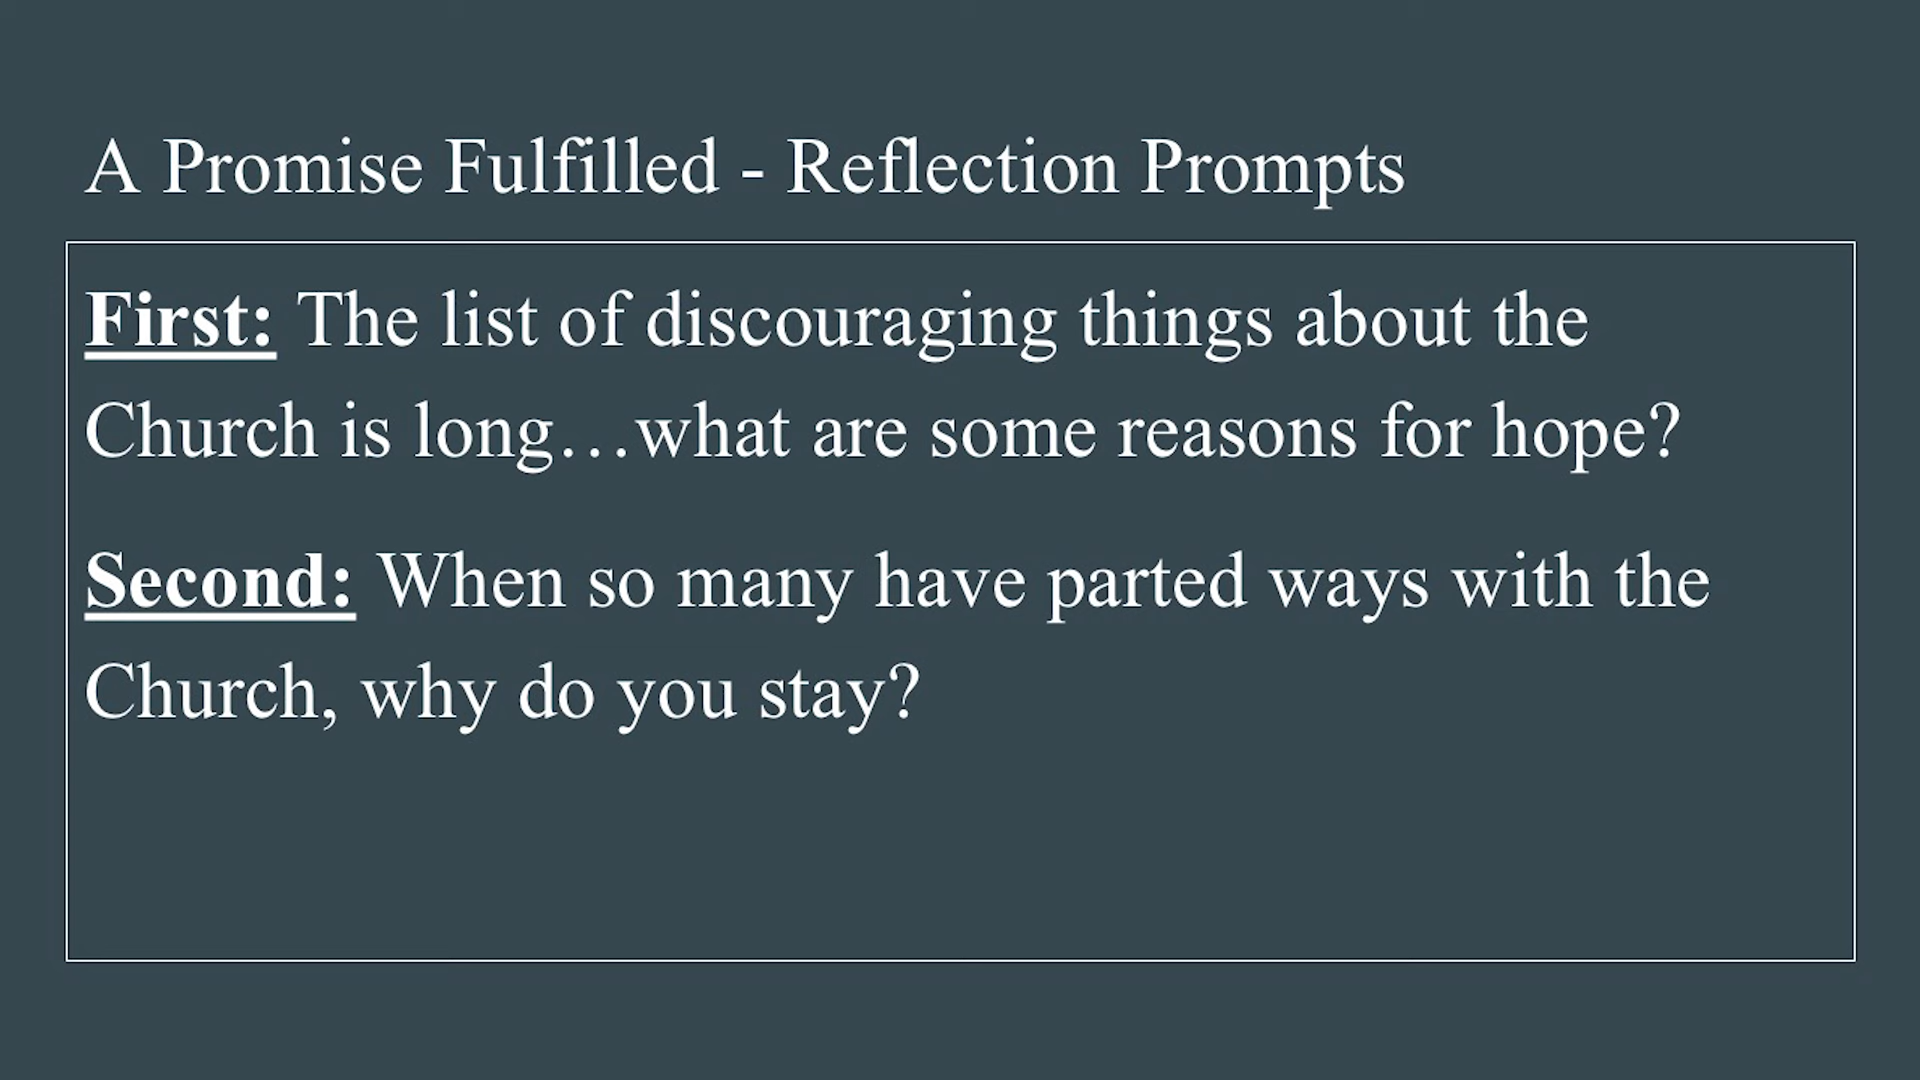 A Promise Fulfilled - Reflection Prompts
First: The list of discouraging things about the
Church is long…what are some reasons for hope?
Second: When so many have parted ways with the
Church, why do you stay?